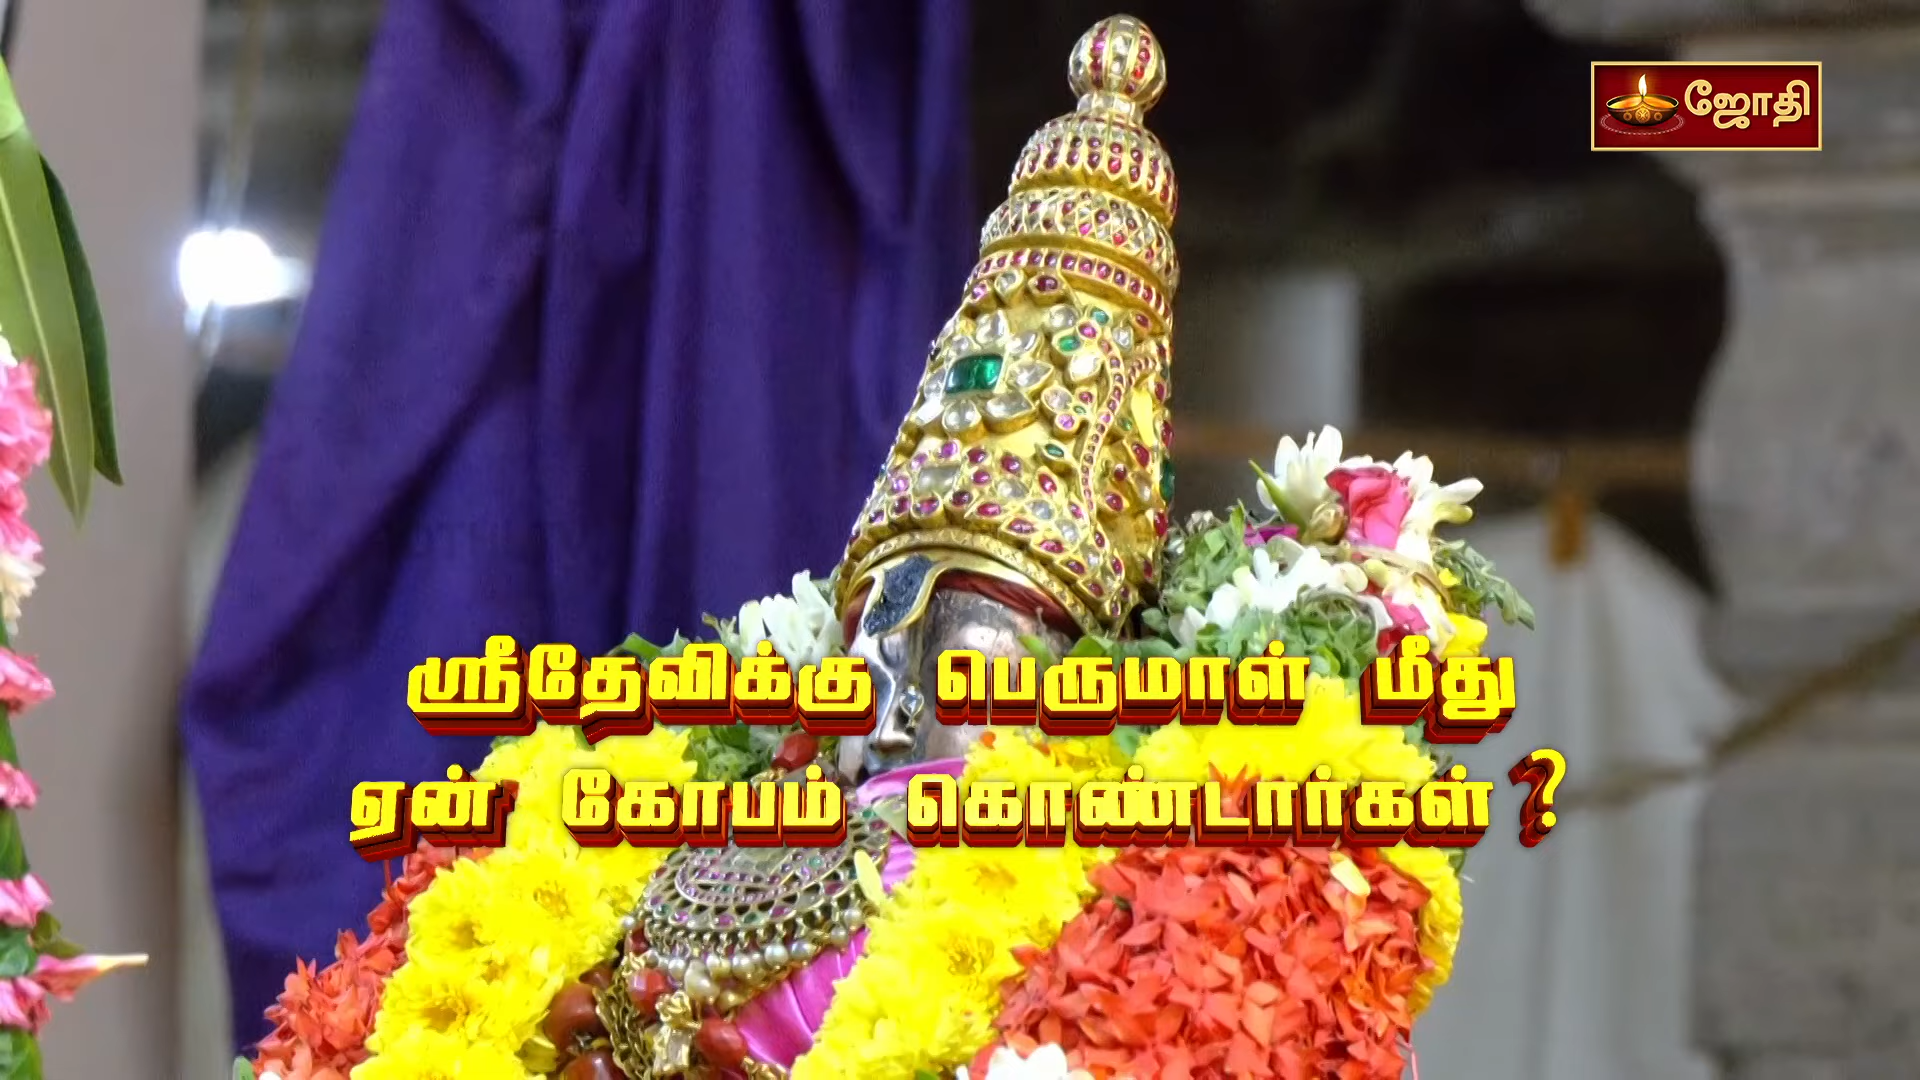 ஜோதி
ஸ்ரீதேவிக்கு பெருமாள் மீது
ஏன் கோபம் கொண்டார்கள் ?